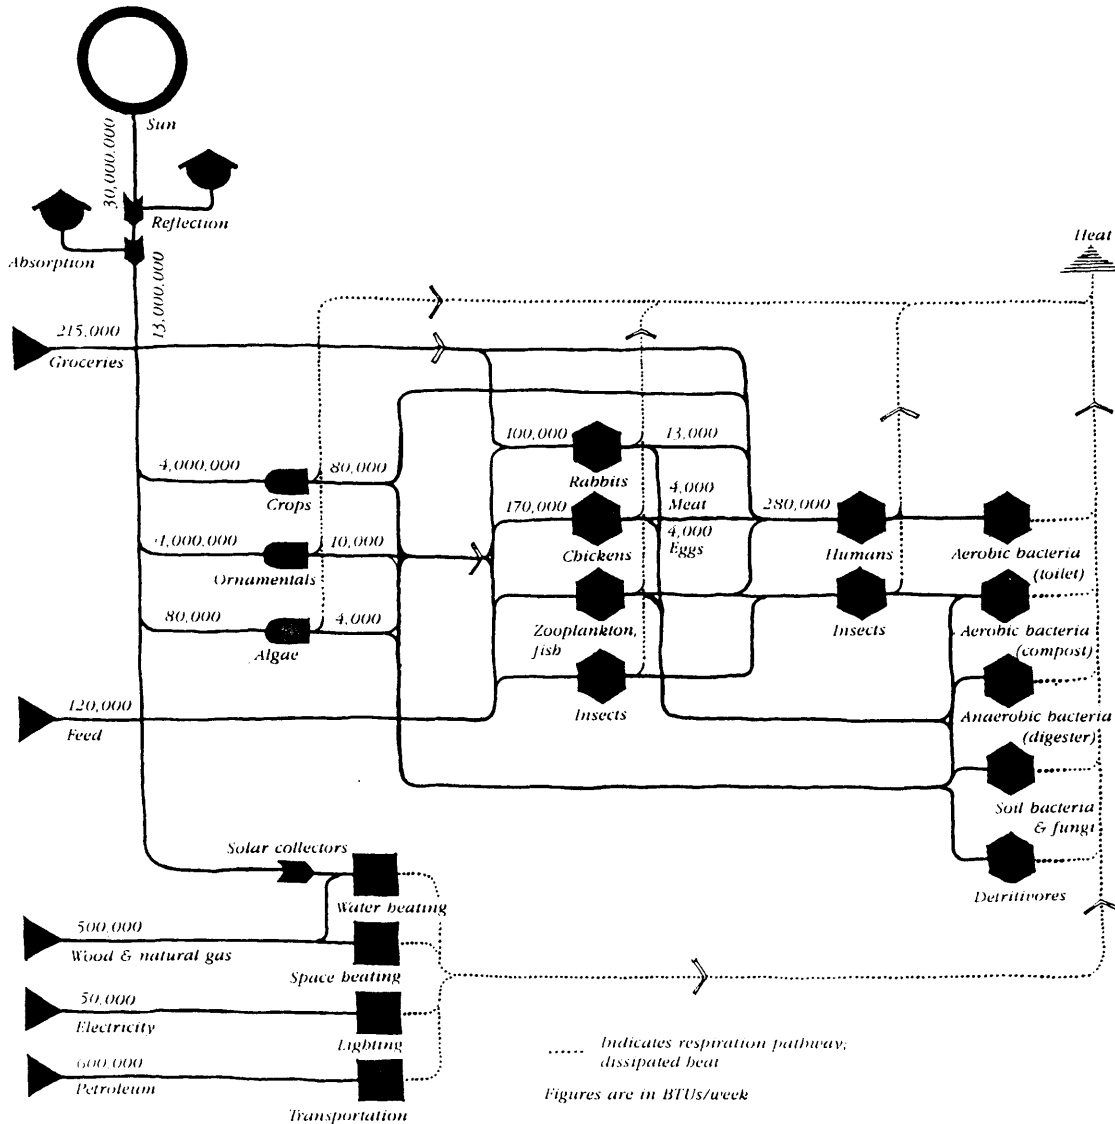 Sun
30,000,000
Reflection
Absorption
Heat
13,000,000
215,000
Groceries
100,000
13,000
4,000,000
80,000
Rabbits
Crops
4,000
Meat
170,000
280,000
4,000
Eggs
1,000,000
10,000
Chickens
Humans
Aerobic bacteria
(toilet)
Ornamentals
80,000
4,000
Zooplankton,
fish
Insects
Aerobic bacteria
(compost)
Algae
120,000
Feed
Insects
Anaerobic bacteria
(digester)
Soil bacteria
& fungi
Solar collectors
Detritivores
Water heating
500,000
Wood & natural gas
Space heating
50,000
Electricity
Lighting
600,000
Petroleum
Transportation
...... Indicates respiration pathway;
dissipated heat
Figures are in BTUs/week